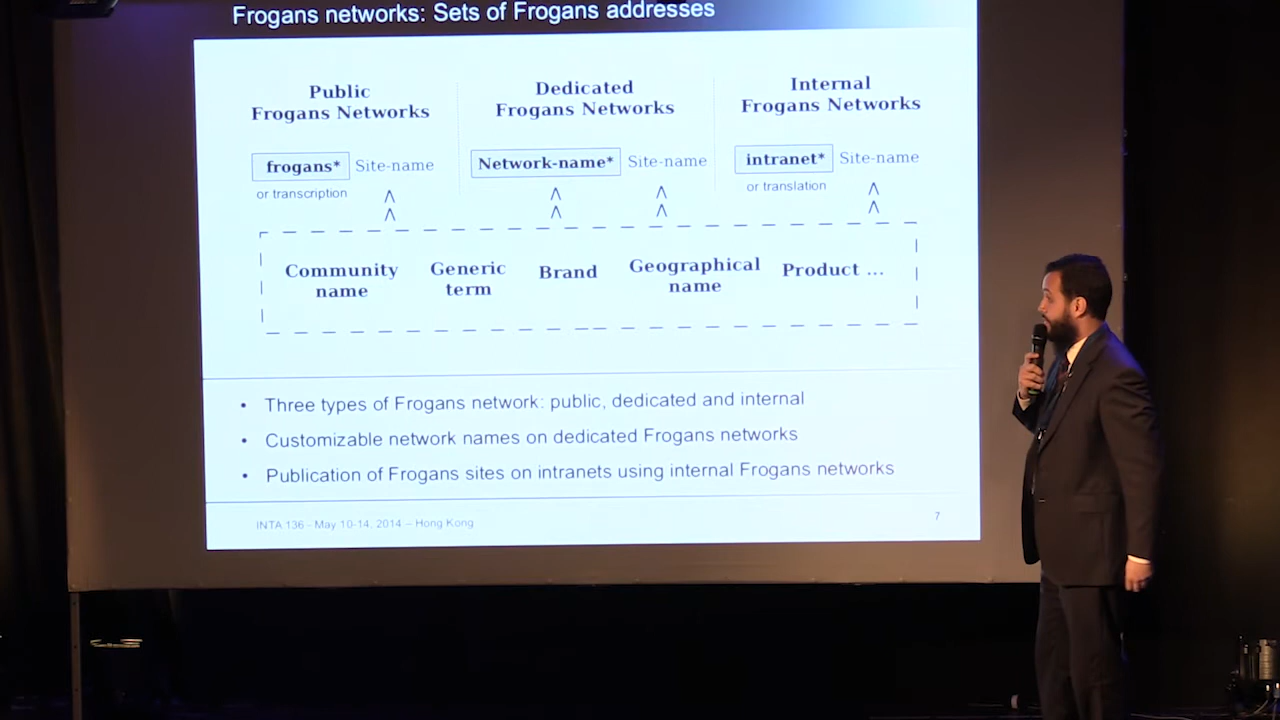 Frogans networks: Sets of Frogans addresses
Public
Frogans Networks
Dedicated
Frogans Networks
Internal
Frogans Networks
frogans* Site-name
or transcription
Network-name* Site-name
intranet* Site-name
or translation
Community
name
Generic
term
Brand
Geographical
name
Product ...
• Three types of Frogans network: public, dedicated and internal
• Customizable network names on dedicated Frogans networks
• Publication of Frogans sites on intranets using internal Frogans networks
INTA 136 - May 10-14, 2014 – Hong Kong
7